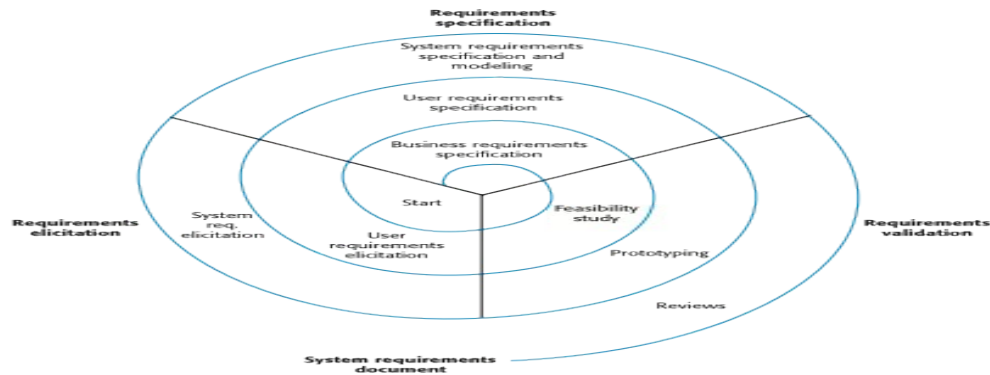 Requirements
specification
System requirements
specification and
modeling
User requirements
specification
Business requirements
specification
Start
Feasibility
study
System
req.
elicitation
User
requirements
elicitation
Requirements
elicitation
Requirements
validation
Prototyping
Reviews
System requirements
document